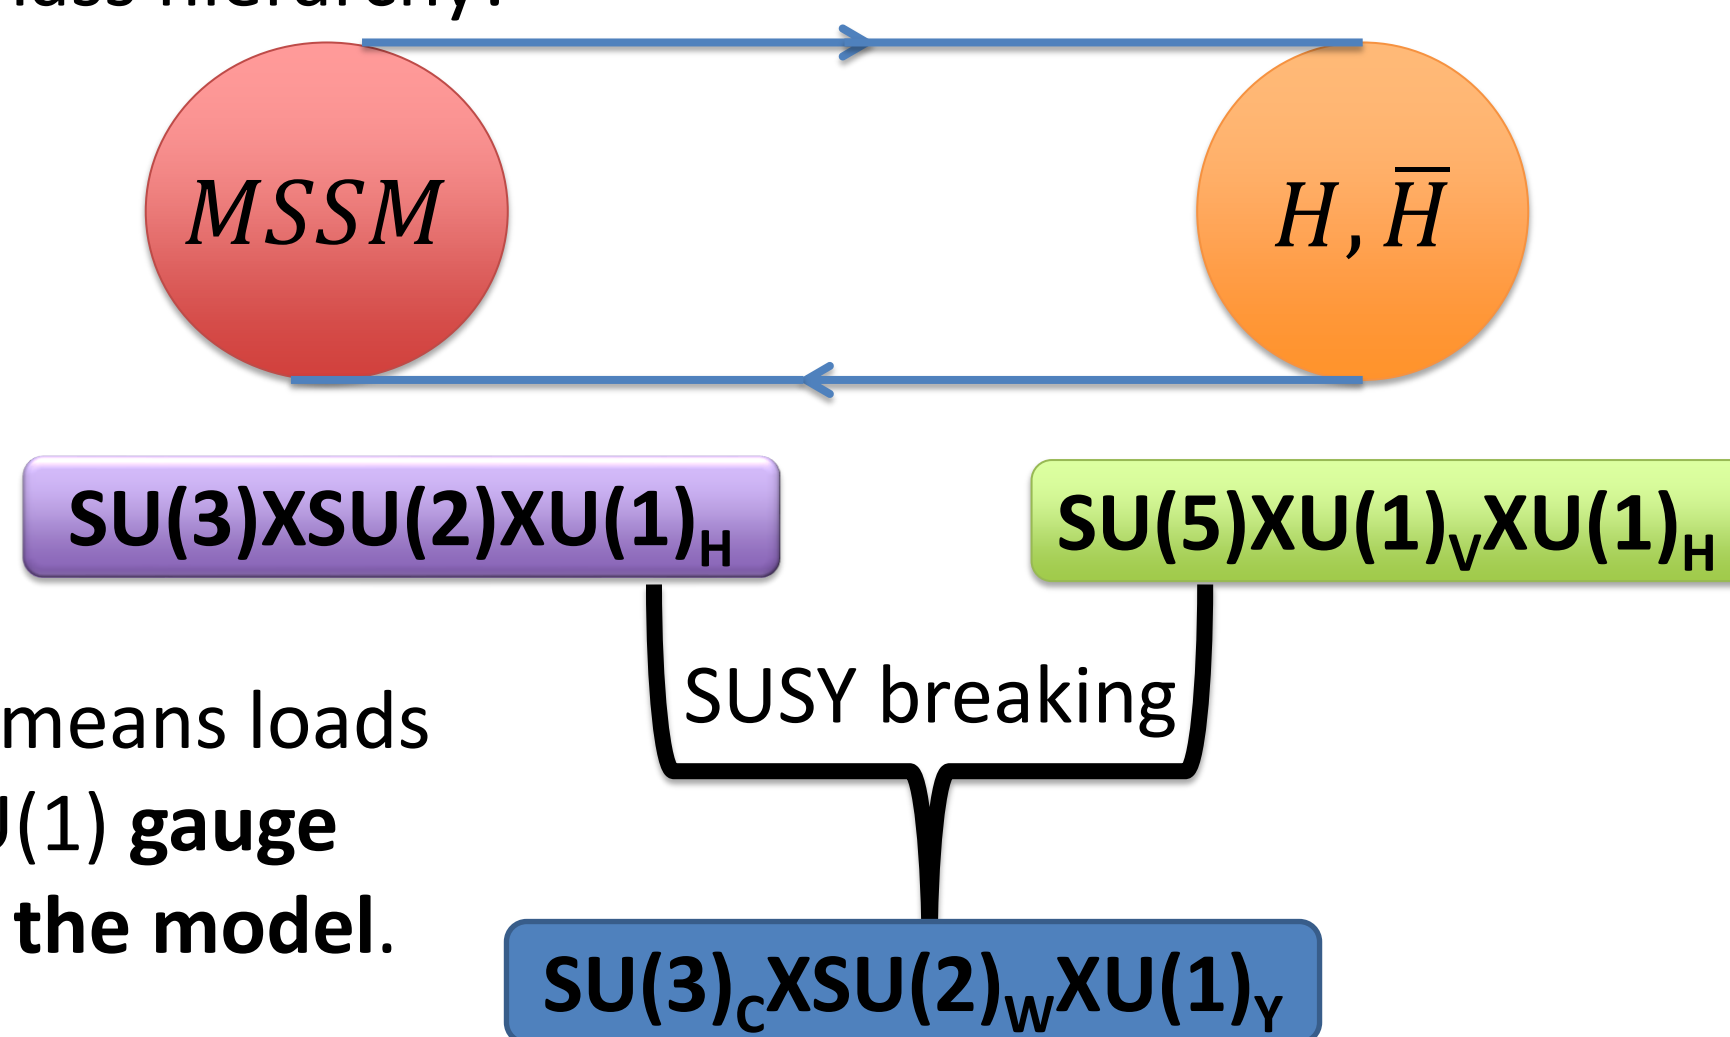 hierarchy?
MSSM
H, H̅
SU(3)XSU(2)XU(1)H
SU(5)XU(1)VXU(1)H
SUSY breaking
means loads
U(1) gauge
the model.
SU(3)CXSU(2)WXU(1)Y